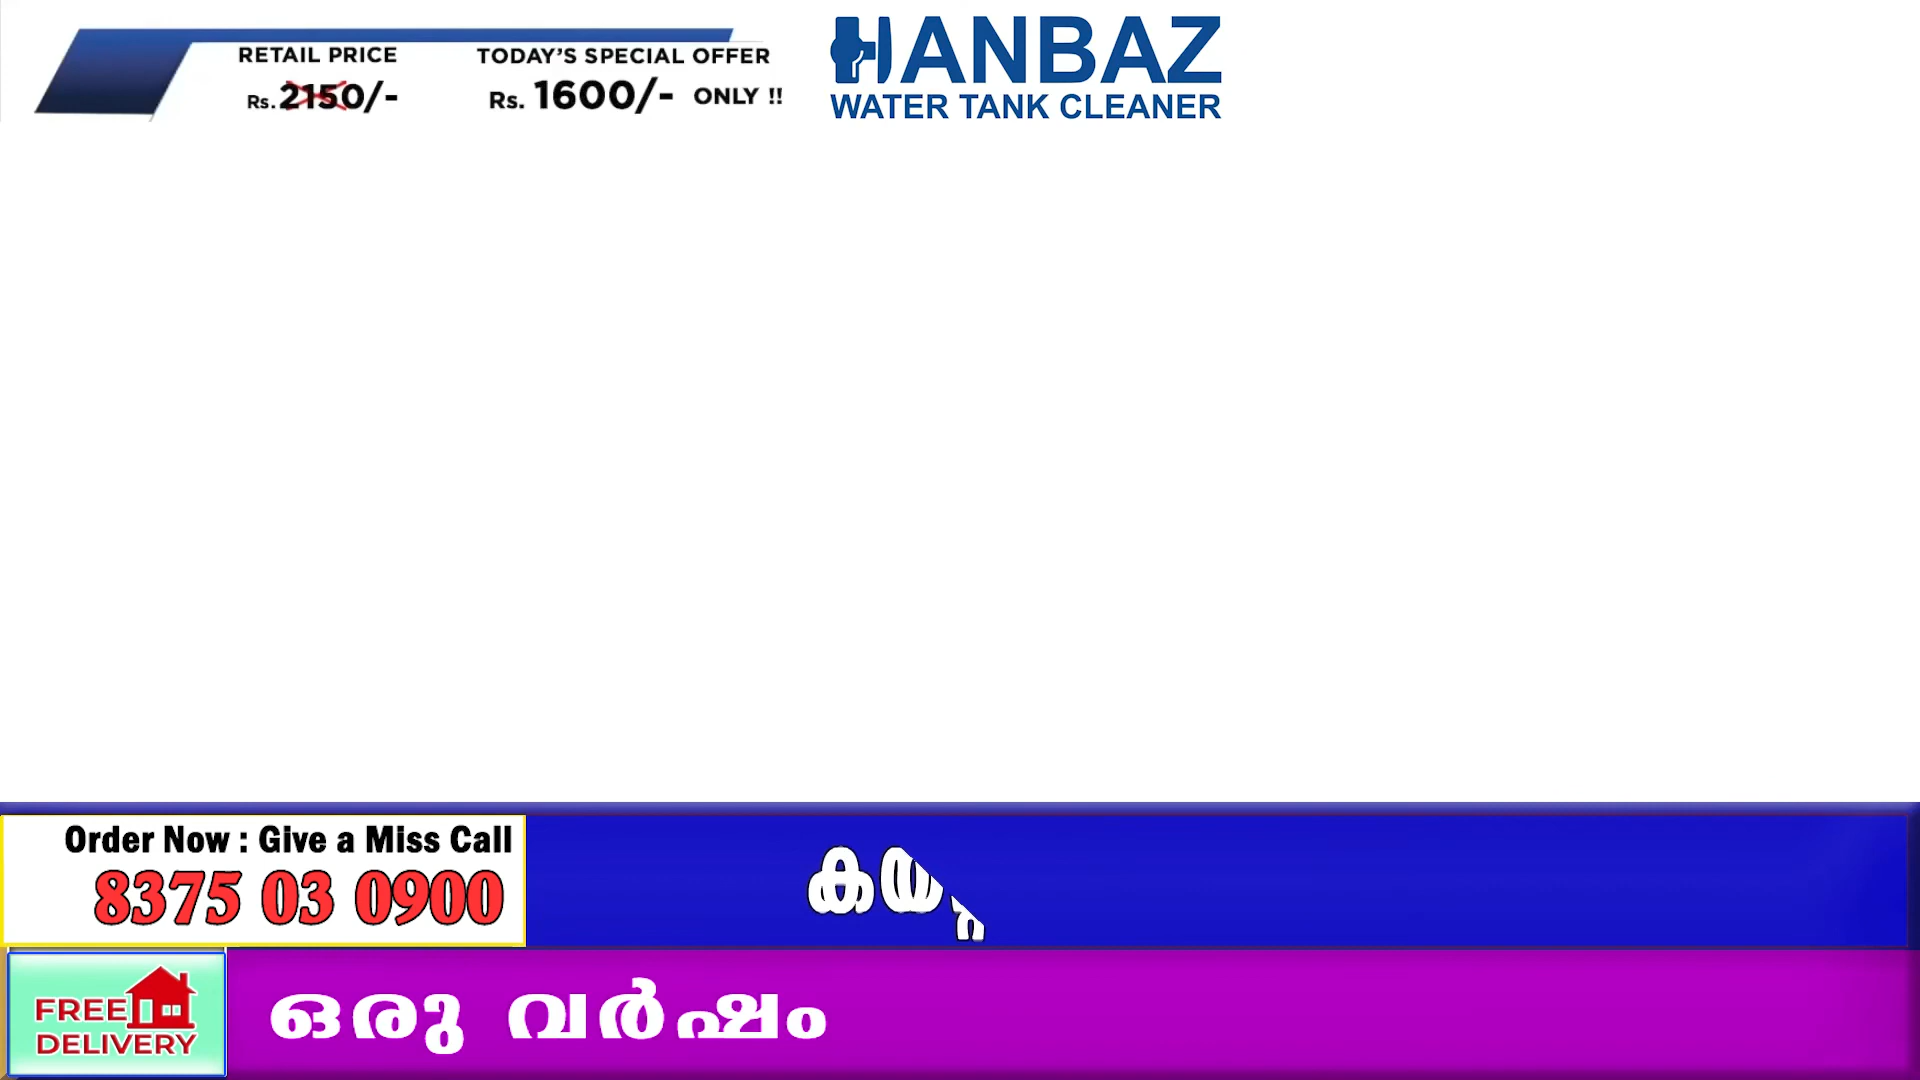 RETAIL PRICE
Rs. 2150/-
TODAY'S SPECIAL OFFER
Rs. 1600/- ONLY !!
HANBAZ
WATER TANK CLEANER
Order Now : Give a Miss Call
8375 03 0900
FREE
DELIVERY
ഒരു വർഷം